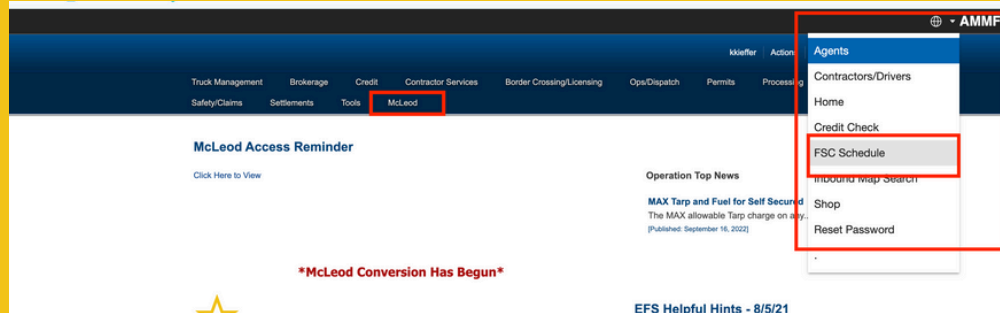 AMMF
kkieffer Actions
Truck Management Brokerage Credit Contractor Services Border Crossing/Licensing Ops/Dispatch Permits Processing
Safety/Claims Settlements Tools McLeod
Agents
Contractors/Drivers
Home
Credit Check
FSC Schedule
Inbound Map Search
Shop
Reset Password
.
McLeod Access Reminder
Click Here to View
Operation Top News
MAX Tarp and Fuel for Self Secured
The MAX allowable Tarp charge on any..
[Published: September 16, 2022]
*McLeod Conversion Has Begun*
EFS Helpful Hints - 8/5/21